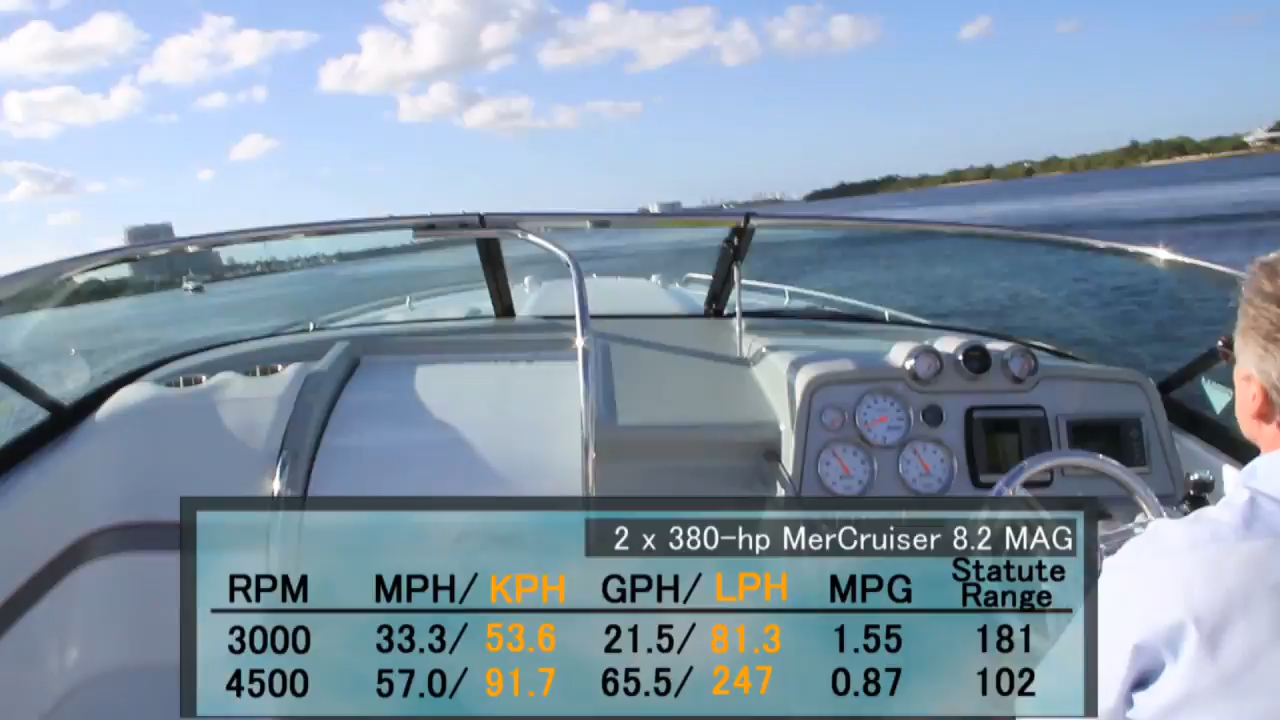 2 x 380-hp MerCruiser 8.2 MAG
RPM MPH/ KPH GPH/ LPH MPG Statute Range
3000 33.3/ 53.6 21.5/ 81.3 1.55 181
4500 57.0/ 91.7 65.5/ 247 0.87 102